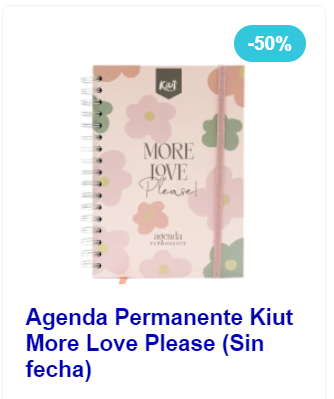 -50%
Kiut
MORE
LOVE
Please!
agenda
PERMANENTE
Agenda Permanente Kiut
More Love Please (Sin
fecha)